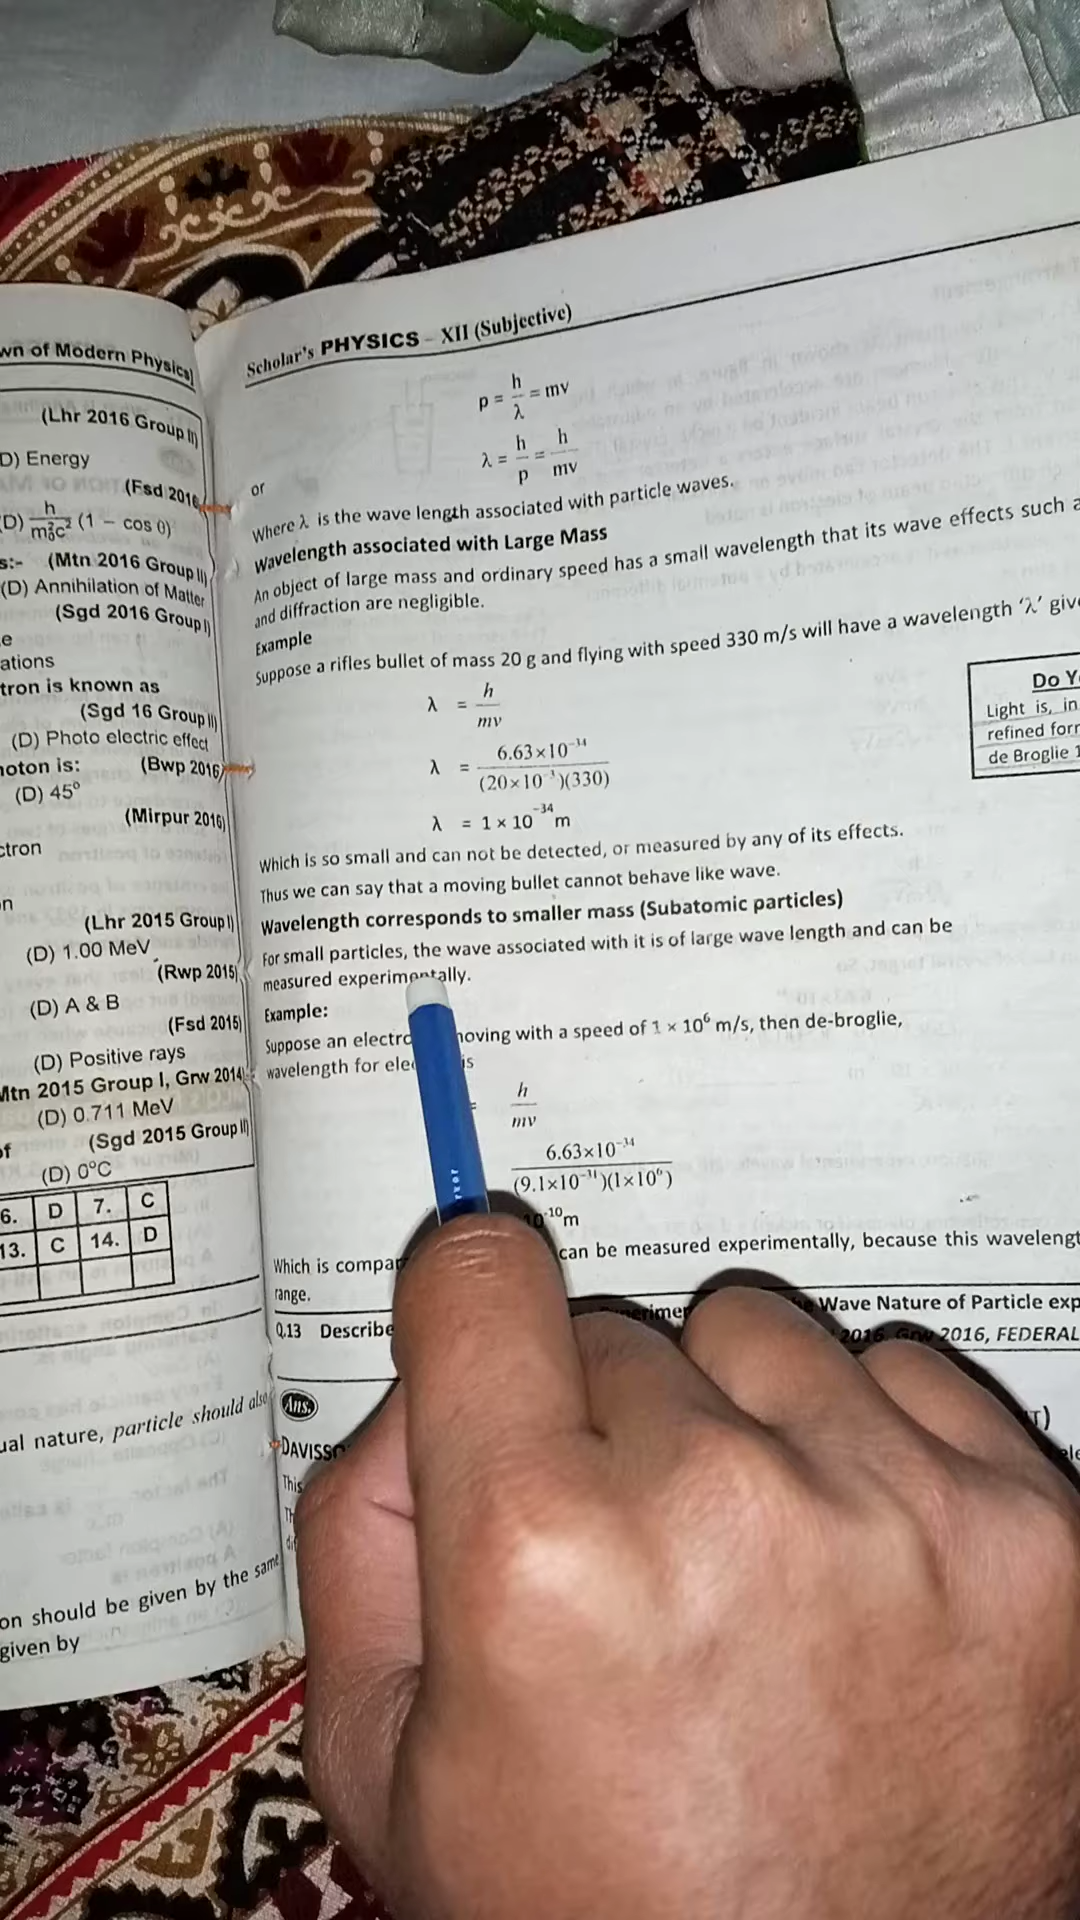 wn of Modern Physics)
(Lhr 2016 Group II)
D) Energy
(Fsd 2016
(D) h/m₀²c² (1 − cos θ)
s:- (Mtn 2016 Group II)
(D) Annihilation of Matter
(Sgd 2016 Group I)
e
ations
tron is known as
(Sgd 16 Group II)
(D) Photo electric effect
hoton is: (Bwp 2016)
(D) 45°
(Mirpur 2016)
ctron
n
(Lhr 2015 Group I)
(D) 1.00 MeV
(Rwp 2015)
(D) A & B
(Fsd 2015)
(D) Positive rays
Mtn 2015 Group I, Grw 2014)
(D) 0.711 MeV
of (Sgd 2015 Group II)
(D) 0°C
6. D 7. C
13. C 14. D
ual nature, particle should also
on should be given by the same
given by
Scholar's PHYSICS – XII (Subjective)
p = h/λ = mv
or λ = h/p = h/mv
Where λ is the wave length associated with particle waves.
Wavelength associated with Large Mass
An object of large mass and ordinary speed has a small wavelength that its wave effects such a
and diffraction are negligible.
Example
Suppose a rifles bullet of mass 20 g and flying with speed 330 m/s will have a wavelength 'λ' give
λ = h/mv
λ = 6.63×10⁻³⁴/(20×10⁻³)(330)
λ = 1 × 10⁻³⁴ m
Which is so small and can not be detected, or measured by any of its effects.
Thus we can say that a moving bullet cannot behave like wave.
Wavelength corresponds to smaller mass (Subatomic particles)
For small particles, the wave associated with it is of large wave length and can be
measured experimentally.
Example:
Suppose an electro moving with a speed of 1 × 10⁶ m/s, then de-broglie,
wavelength for ele is
= h/mv
6.63×10⁻³⁴/(9.1×10⁻³¹)(1×10⁶)
10⁻¹⁰m
Which is compar can be measured experimentally, because this wavelengt
range.
Do Y
Light is, in
refined forr
de Broglie 1
Q.13 Describe Wave Nature of Particle exp
2016, Grw 2016, FEDERAL
Ans.
DAVISSO
This
Th
dif